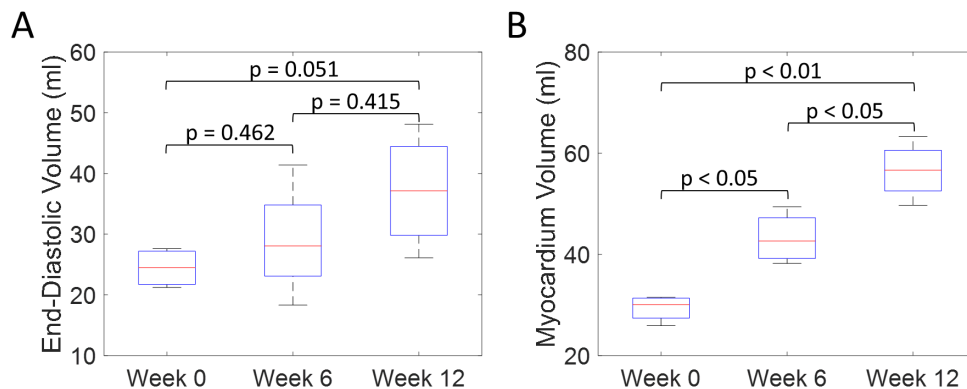 A
End-Diastolic Volume (ml)
60
50
40
30
20
10
p = 0.051
p = 0.415
p = 0.462
Week 0 Week 6 Week 12
B
Myocardium Volume (ml)
80
60
40
20
p < 0.01
p < 0.05
p < 0.05
Week 0 Week 6 Week 12